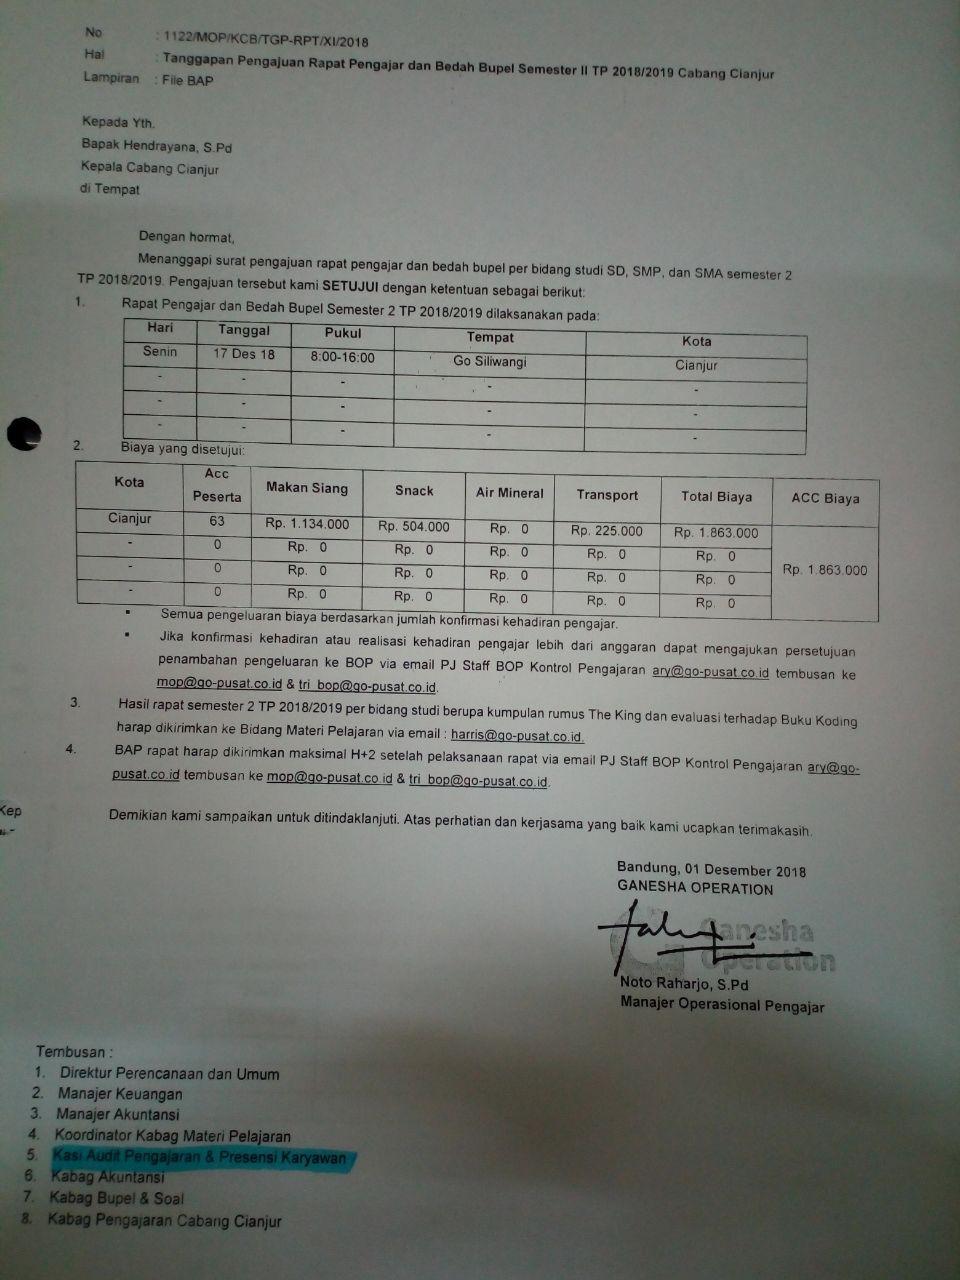 No : 1122/MOP/KCB/TGP-RPT/XI/2018
Hal : Tanggapan Pengajuan Rapat Pengajar dan Bedah Bupel Semester II TP 2018/2019 Cabang Cianjur
Lampiran : File BAP
Kepada Yth.
Bapak Hendrayana, S.Pd
Kepala Cabang Cianjur
di Tempat
Dengan hormat,
Menanggapi surat pengajuan rapat pengajar dan bedah bupel per bidang studi SD, SMP, dan SMA semester 2
TP 2018/2019. Pengajuan tersebut kami SETUJUI dengan ketentuan sebagai berikut:
1. Rapat Pengajar dan Bedah Bupel Semester 2 TP 2018/2019 dilaksanakan pada:
Hari Tanggal Pukul Tempat Kota
Senin 17 Des 18 8:00-16:00 Go Siliwangi Cianjur
- - - - -
- - - - -
- - - - -
2. Biaya yang disetujui:
Kota Acc Peserta Makan Siang Snack Air Mineral Transport Total Biaya ACC Biaya
Cianjur 63 Rp. 1.134.000 Rp. 504.000 Rp. 0 Rp. 225.000 Rp. 1.863.000 Rp. 1.863.000
- 0 Rp. 0 Rp. 0 Rp. 0 Rp. 0 Rp. 0
- 0 Rp. 0 Rp. 0 Rp. 0 Rp. 0 Rp. 0
- 0 Rp. 0 Rp. 0 Rp. 0 Rp. 0 Rp. 0
▪ Semua pengeluaran biaya berdasarkan jumlah konfirmasi kehadiran pengajar.
▪ Jika konfirmasi kehadiran atau realisasi kehadiran pengajar lebih dari anggaran dapat mengajukan persetujuan
penambahan pengeluaran ke BOP via email PJ Staff BOP Kontrol Pengajaran ary@go-pusat.co.id tembusan ke
mop@go-pusat.co.id & tri_bop@go-pusat.co.id.
3. Hasil rapat semester 2 TP 2018/2019 per bidang studi berupa kumpulan rumus The King dan evaluasi terhadap Buku Koding
harap dikirimkan ke Bidang Materi Pelajaran via email : harris@go-pusat.co.id.
4. BAP rapat harap dikirimkan maksimal H+2 setelah pelaksanaan rapat via email PJ Staff BOP Kontrol Pengajaran ary@go-
pusat.co.id tembusan ke mop@go-pusat.co.id & tri_bop@go-pusat.co.id.
Kep
Demikian kami sampaikan untuk ditindaklanjuti. Atas perhatian dan kerjasama yang baik kami ucapkan terimakasih.
Bandung, 01 Desember 2018
GANESHA OPERATION
Ganesha
Operation
Noto Raharjo, S.Pd
Manajer Operasional Pengajar
Tembusan :
1. Direktur Perencanaan dan Umum
2. Manajer Keuangan
3. Manajer Akuntansi
4. Koordinator Kabag Materi Pelajaran
5. Kasi Audit Pengajaran & Presensi Karyawan
6. Kabag Akuntansi
7. Kabag Bupel & Soal
8. Kabag Pengajaran Cabang Cianjur